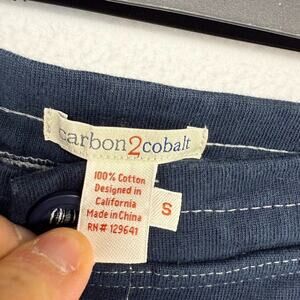 carbon2cobalt
100% Cotton
Designed in
California
Made in China
RN# 129641
S